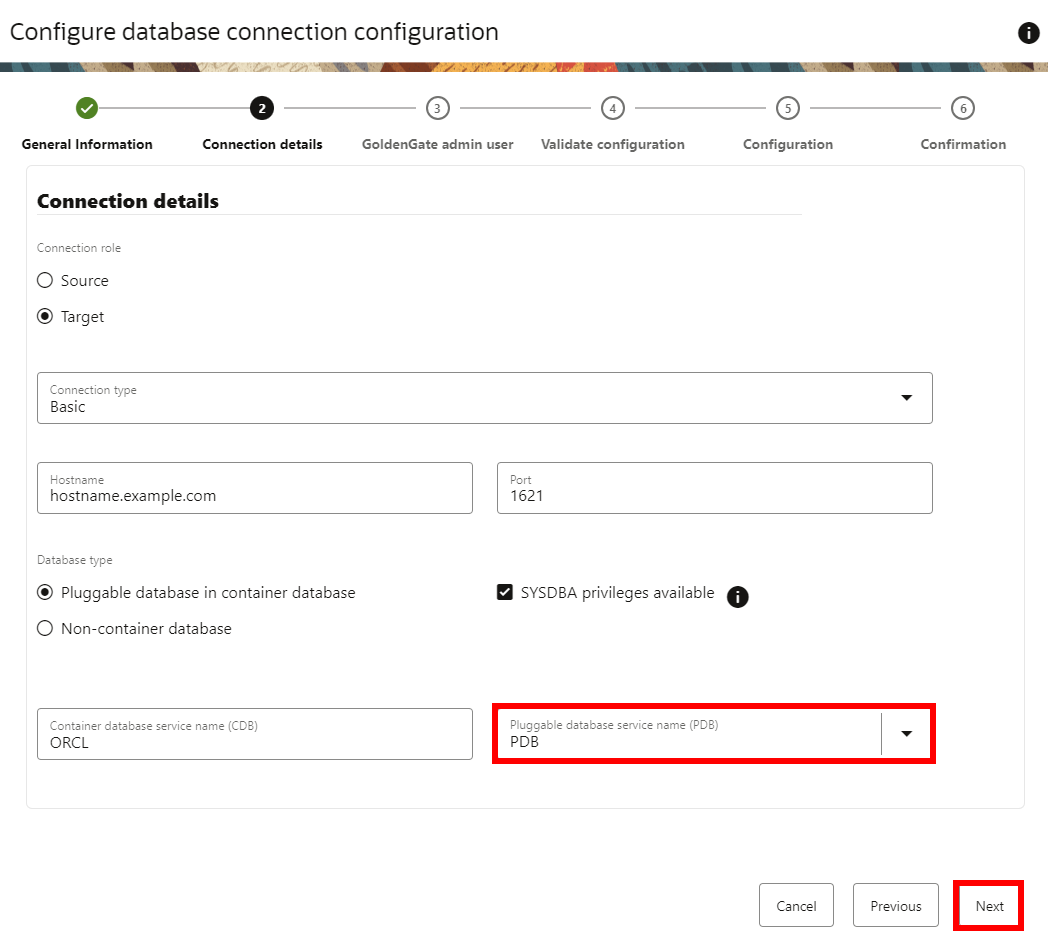 Configure database connection configuration
2
3
4
5
6
General Information
Connection details
GoldenGate admin user
Validate configuration
Configuration
Confirmation
Connection details
Connection role
Source
Target
Connection type
Basic
Hostname
hostname.example.com
Port
1621
Database type
Pluggable database in container database
SYSDBA privileges available
Non-container database
Container database service name (CDB)
ORCL
Pluggable database service name (PDB)
PDB
Cancel
Previous
Next